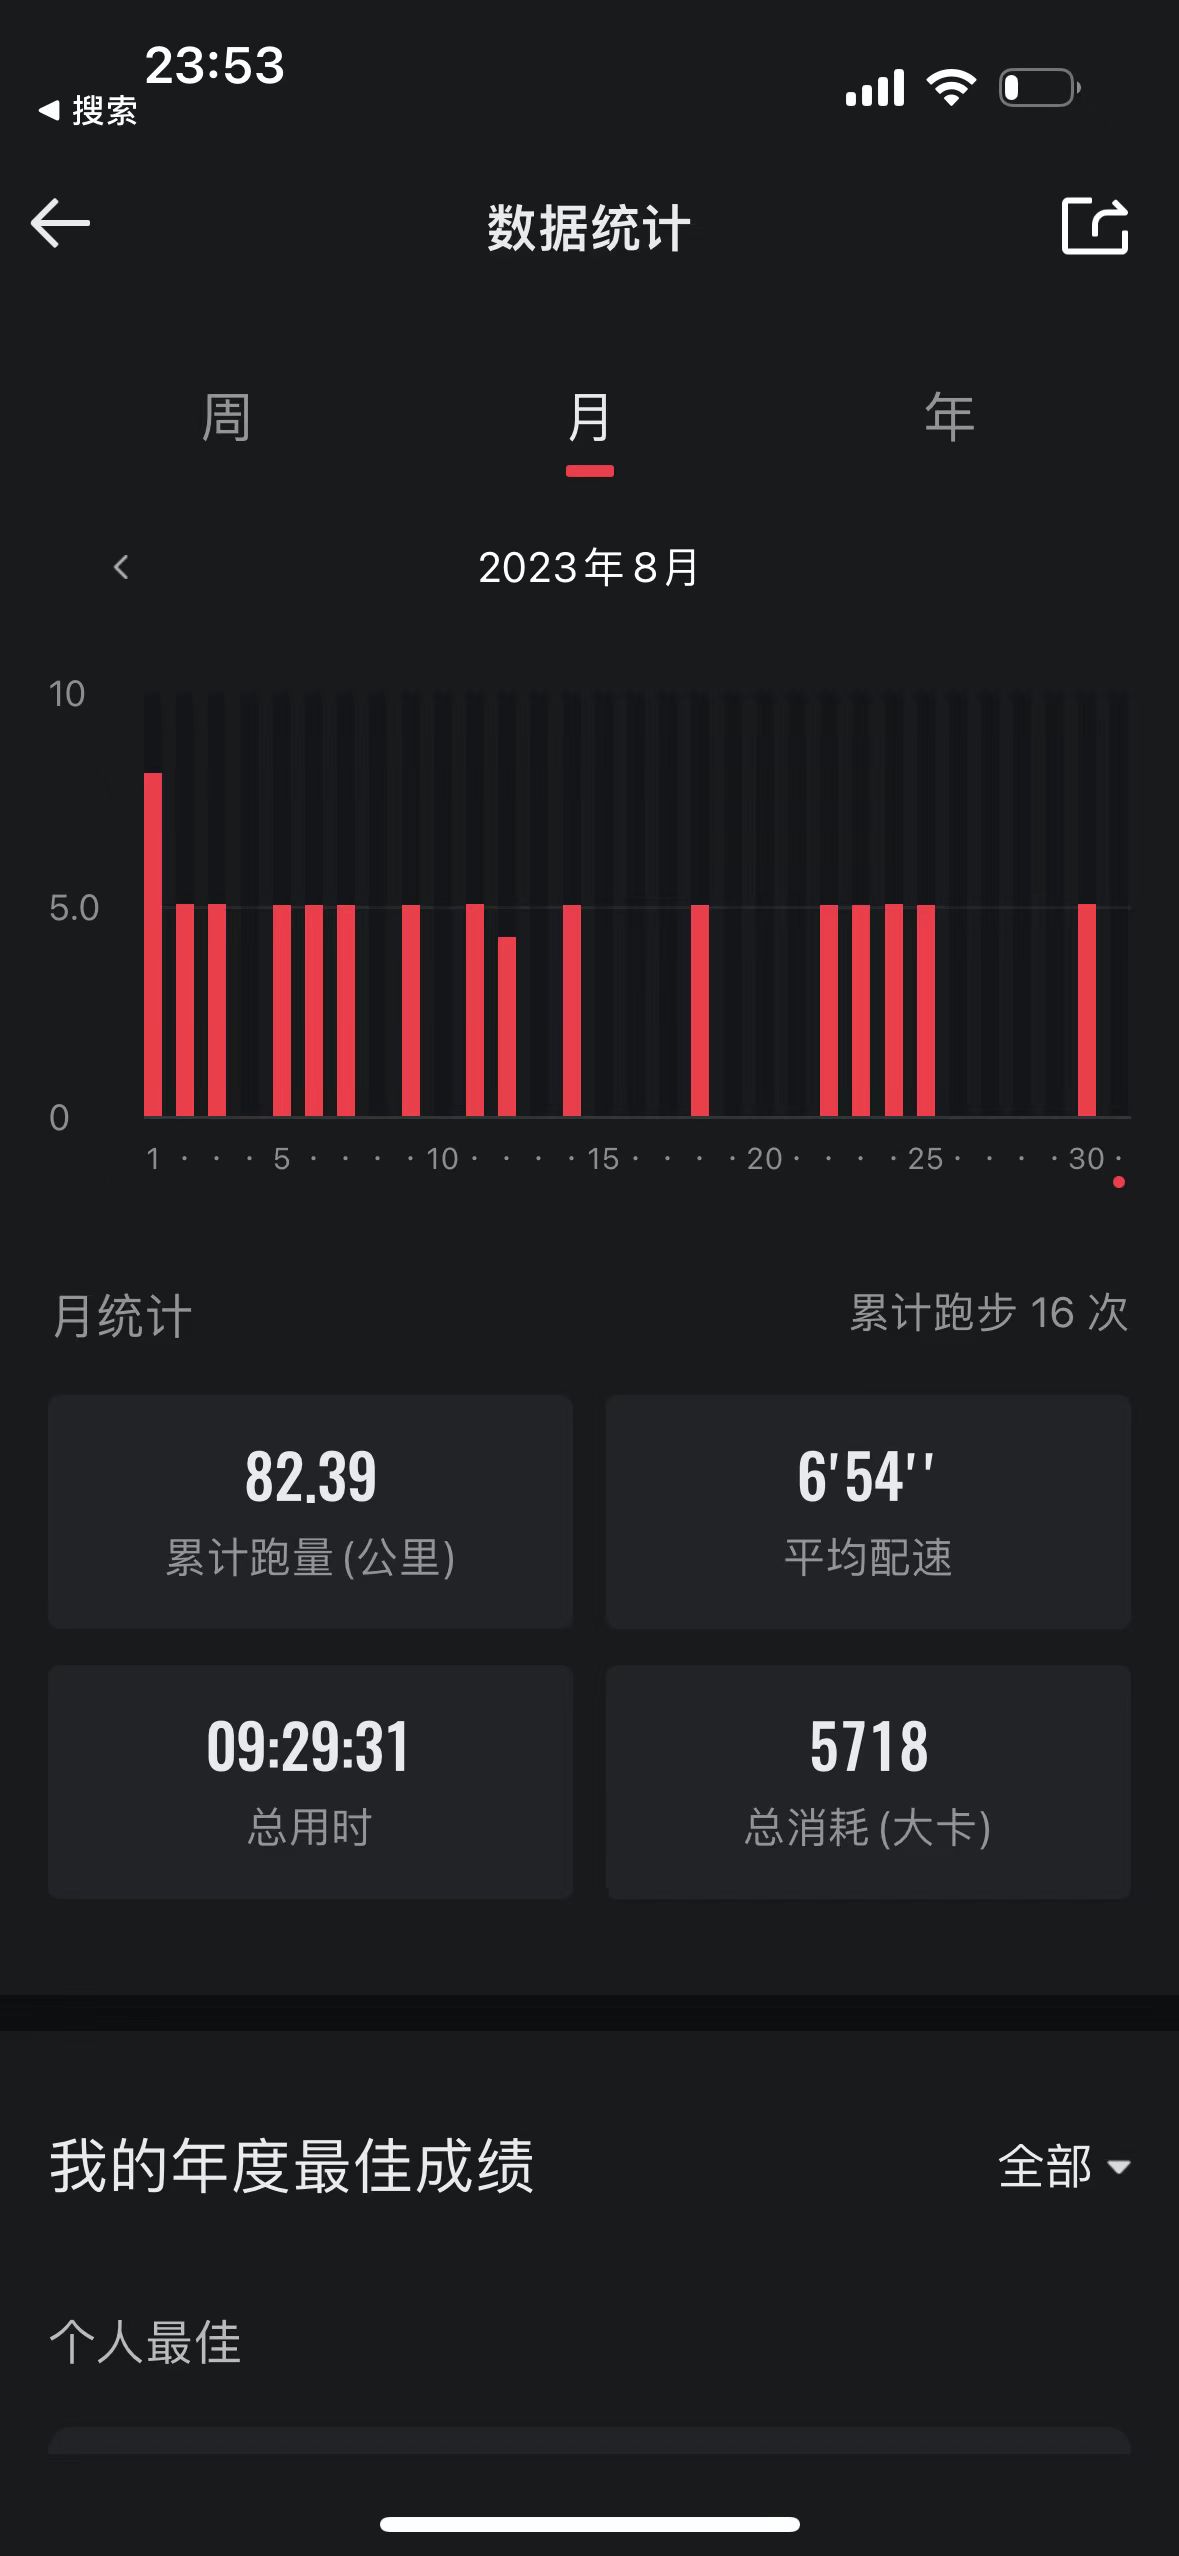 23:53
◀ 搜索
数据统计
周 月 年
2023年8月
10
5.0
0
1 · · · 5 · · · · 10 · · · · 15 · · · · 20 · · · · 25 · · · · 30 ·
月统计 累计跑步 16 次
82.39 6'54''
累计跑量(公里) 平均配速
09:29:31 5718
总用时 总消耗(大卡)
我的年度最佳成绩 全部
个人最佳